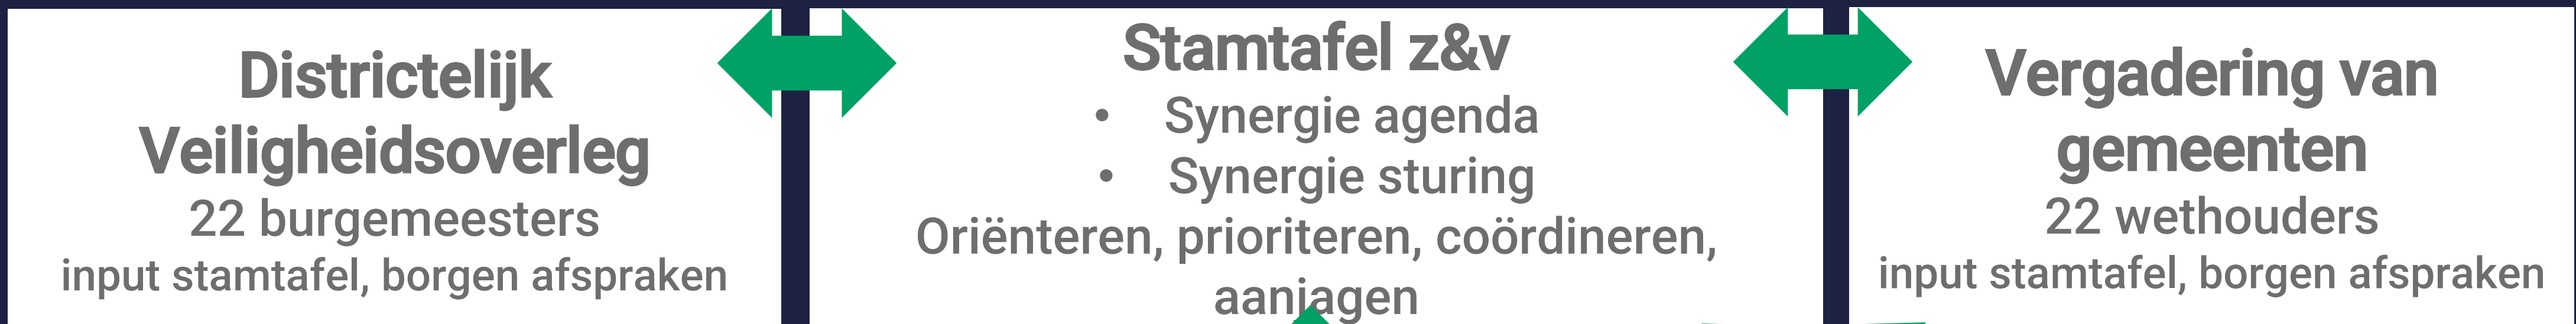 Districtelijk
Veiligheidsoverleg
22 burgemeesters
input stamtafel, borgen afspraken
Stamtafel z&v
• Synergie agenda
• Synergie sturing
Oriënteren, prioriteren, coördineren,
aanjagen
Vergadering van
gemeenten
22 wethouders
input stamtafel, borgen afspraken